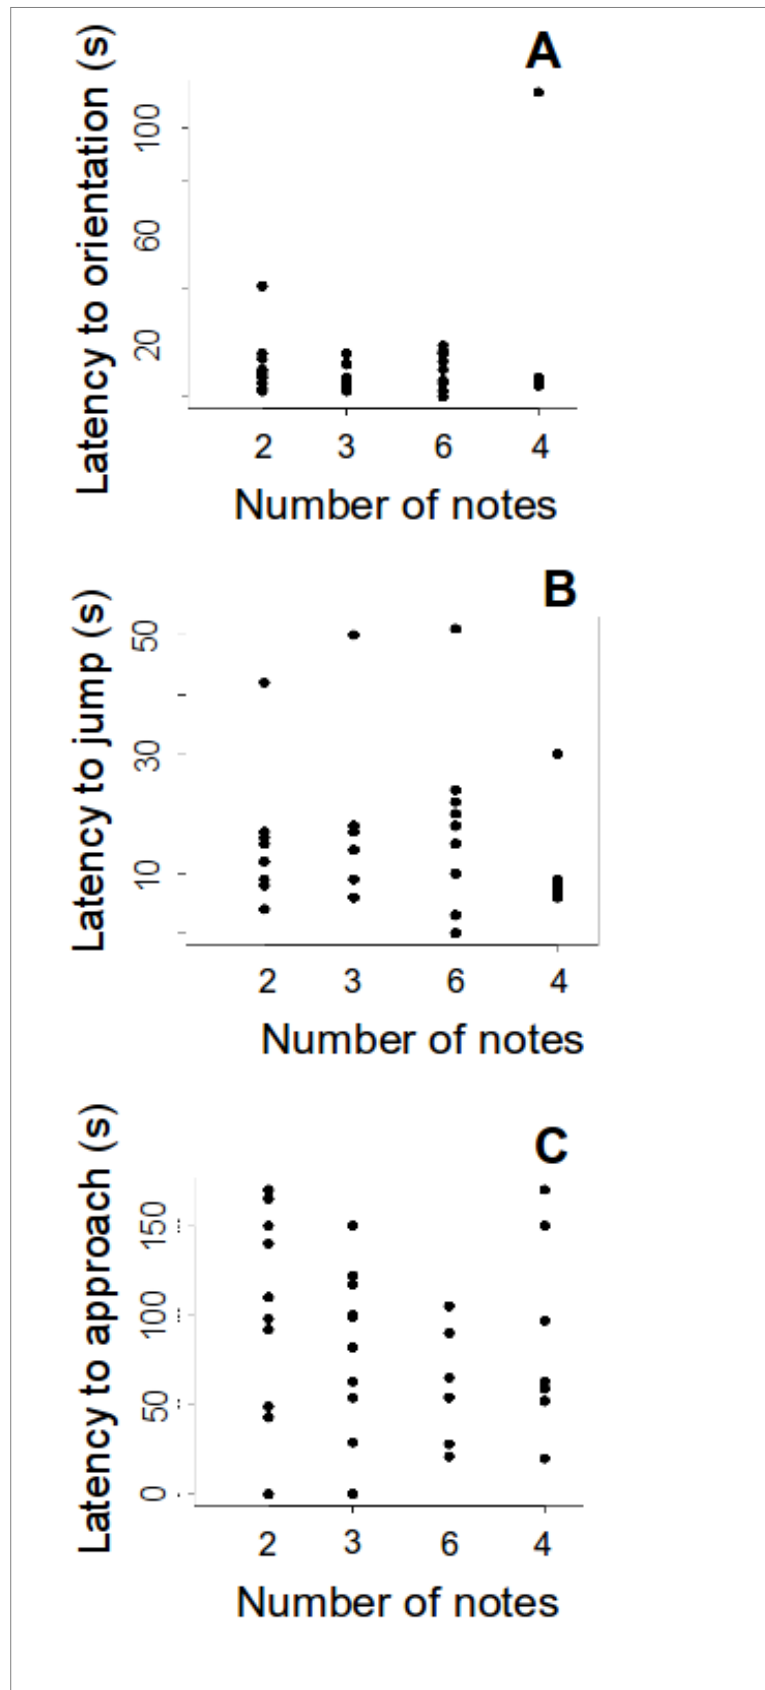 A
Latency to orientation (s)
100
60
20
2 3 6 4
Number of notes
B
Latency to jump (s)
50
30
10
2 3 6 4
Number of notes
C
Latency to approach (s)
150
100
50
0
2 3 6 4
Number of notes